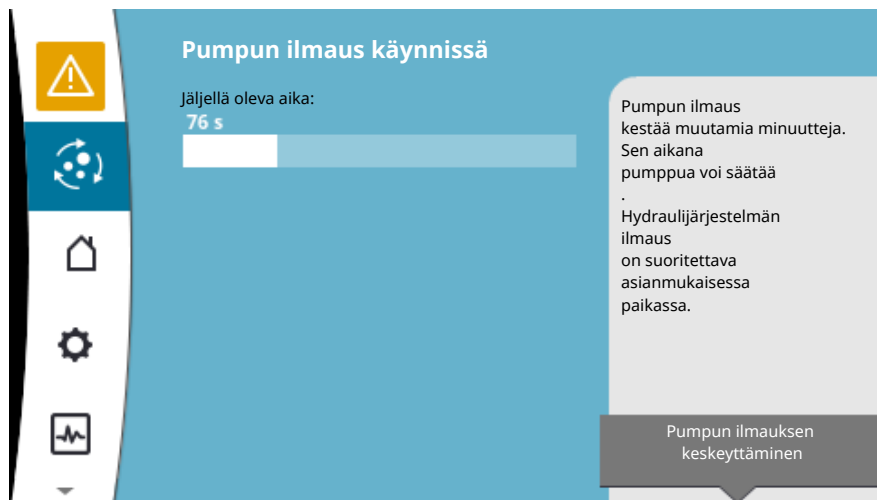 Pumpun ilmaus käynnissä
Jäljellä oleva aika:
76 s
Pumpun ilmaus
kestää muutamia minuutteja.
Sen aikana
pumppua voi säätää
.
Hydraulijärjestelmän
ilmaus
on suoritettava
asianmukaisessa
paikassa.
Pumpun ilmauksen
keskeyttäminen